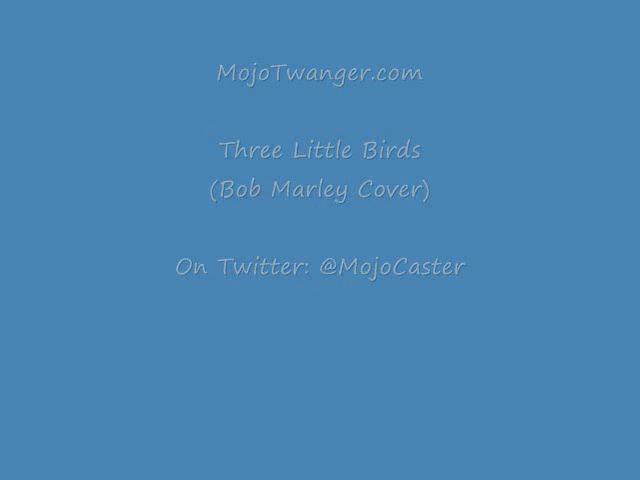 MojoTwanger.com
Three Little Birds
(Bob Marley Cover)
On Twitter: @MojoCaster